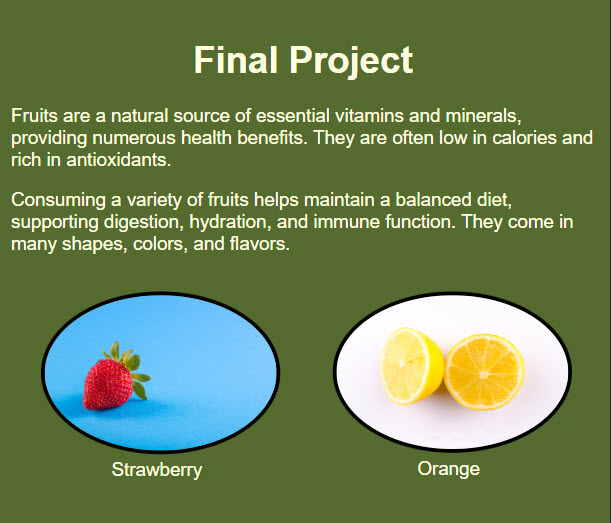 Final Project
Fruits are a natural source of essential vitamins and minerals,
providing numerous health benefits. They are often low in calories and
rich in antioxidants.
Consuming a variety of fruits helps maintain a balanced diet,
supporting digestion, hydration, and immune function. They come in
many shapes, colors, and flavors.
Strawberry
Orange